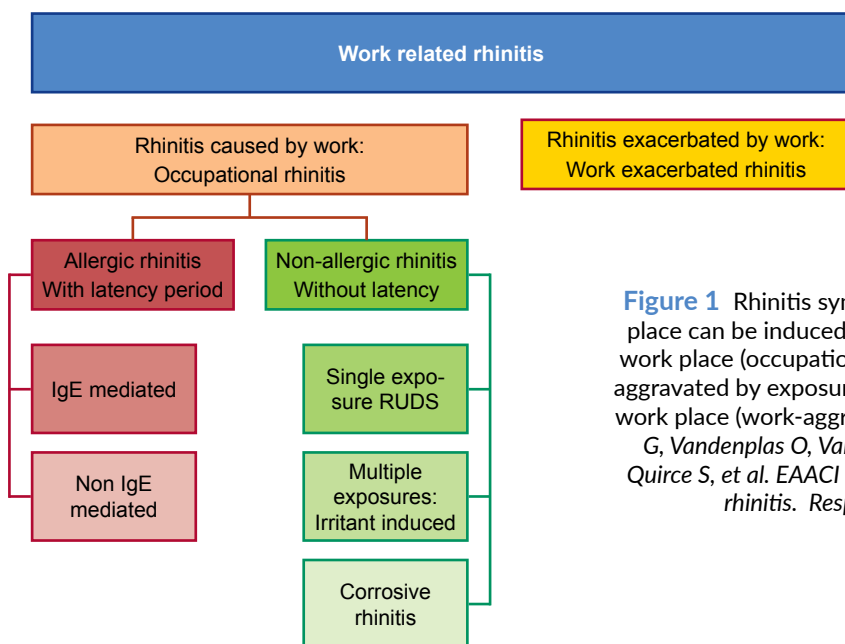 Work related rhinitis
Rhinitis caused by work:
Occupational rhinitis
Rhinitis exacerbated by work:
Work exacerbated rhinitis
Allergic rhinitis
With latency period
Non-allergic rhinitis
Without latency
IgE mediated
Non IgE
mediated
Single expo-
sure RUDS
Multiple
exposures:
Irritant induced
Corrosive
rhinitis
Figure 1 Rhinitis syn
place can be induced
work place (occupatio
aggravated by exposur
work place (work-aggr
G, Vandenplas O, Va
Quirce S, et al. EAACI
rhinitis. Resp